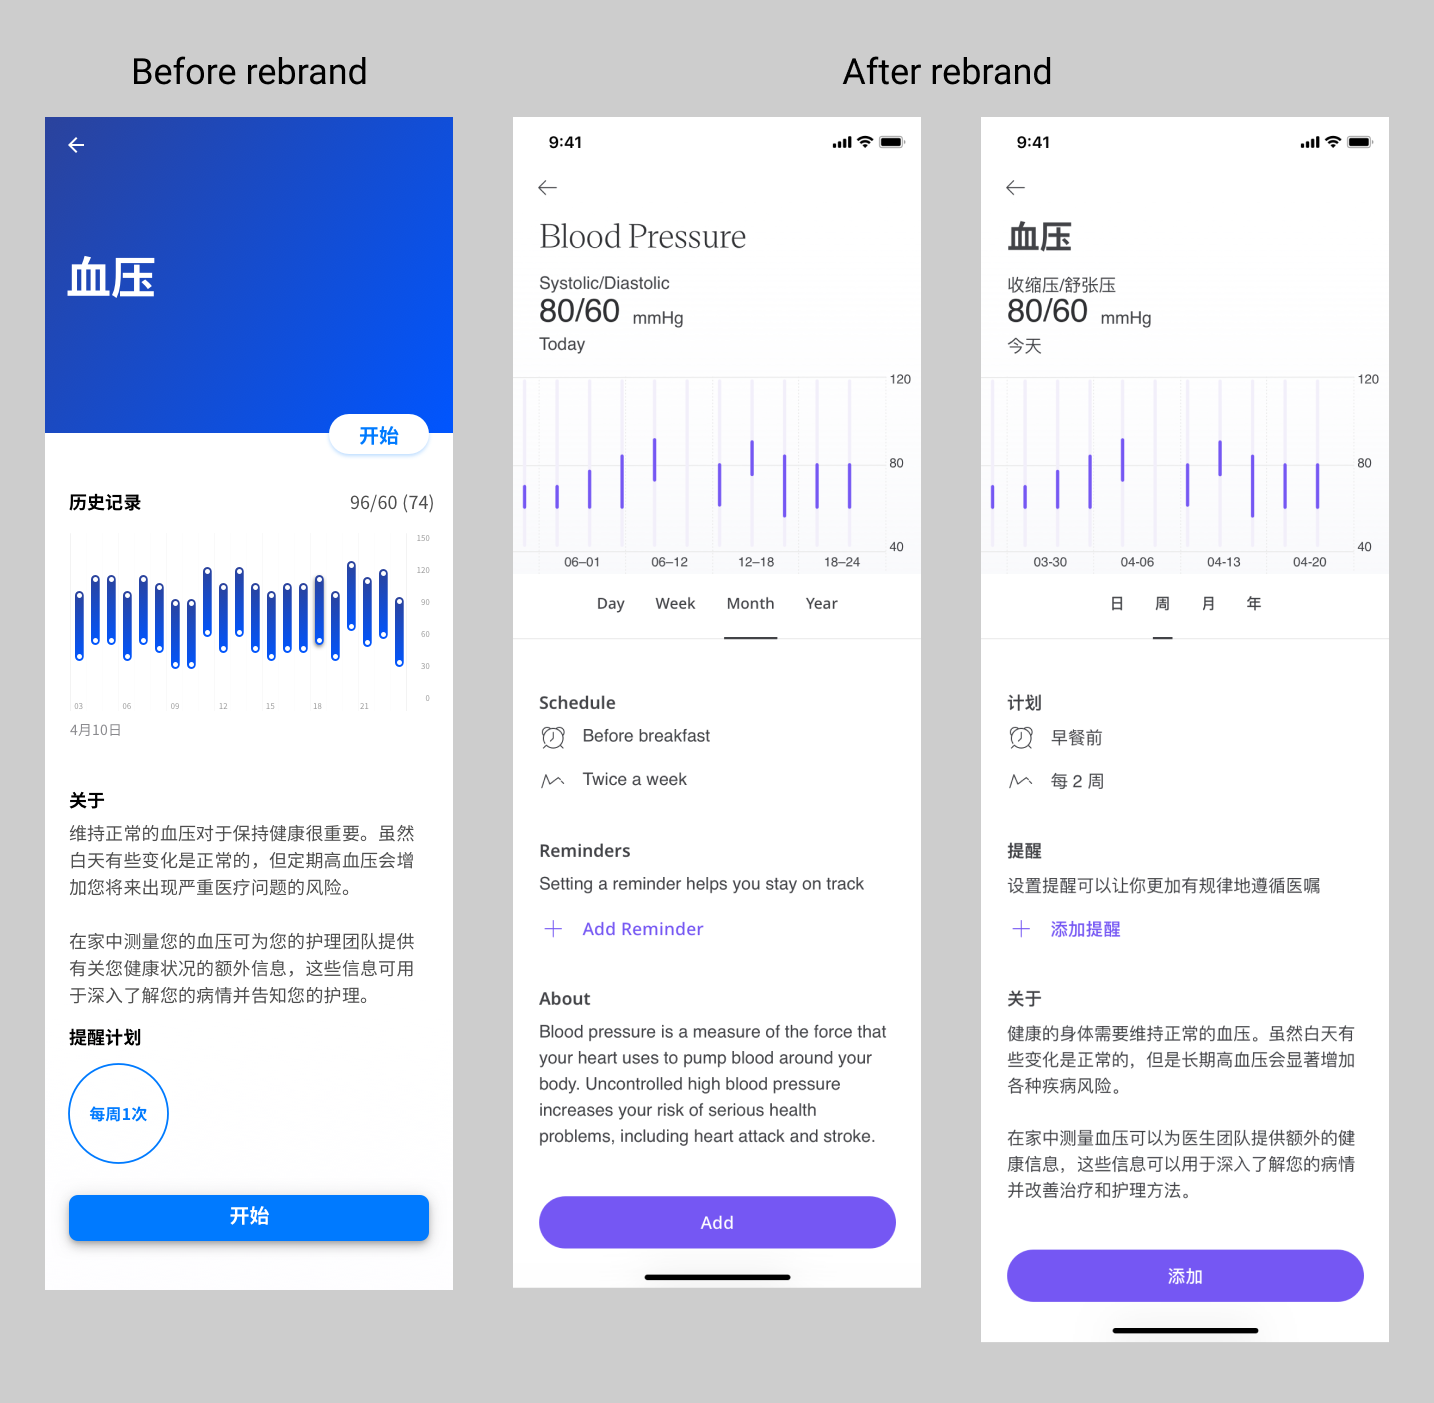 Before rebrand
After rebrand
血压
开始
历史记录
96/60 (74)
150
120
90
60
30
0
03
06
09
12
15
18
21
4月10日
关于
维持正常的血压对于保持健康很重要。虽然
白天有些变化是正常的，但定期高血压会增
加您将来出现严重医疗问题的风险。
在家中测量您的血压可为您的护理团队提供
有关您健康状况的额外信息，这些信息可用
于深入了解您的病情并告知您的护理。
提醒计划
每周1次
开始
9:41
Blood Pressure
Systolic/Diastolic
80/60 mmHg
Today
120
80
40
06–01
06–12
12–18
18–24
Day
Week
Month
Year
Schedule
Before breakfast
Twice a week
Reminders
Setting a reminder helps you stay on track
Add Reminder
About
Blood pressure is a measure of the force that
your heart uses to pump blood around your
body. Uncontrolled high blood pressure
increases your risk of serious health
problems, including heart attack and stroke.
Add
9:41
血压
收缩压/舒张压
80/60 mmHg
今天
120
80
40
03-30
04-06
04-13
04-20
日
周
月
年
计划
早餐前
每 2 周
提醒
设置提醒可以让你更加有规律地遵循医嘱
添加提醒
关于
健康的身体需要维持正常的血压。虽然白天有
些变化是正常的，但是长期高血压会显著增加
各种疾病风险。
在家中测量血压可以为医生团队提供额外的健
康信息，这些信息可以用于深入了解您的病情
并改善治疗和护理方法。
添加